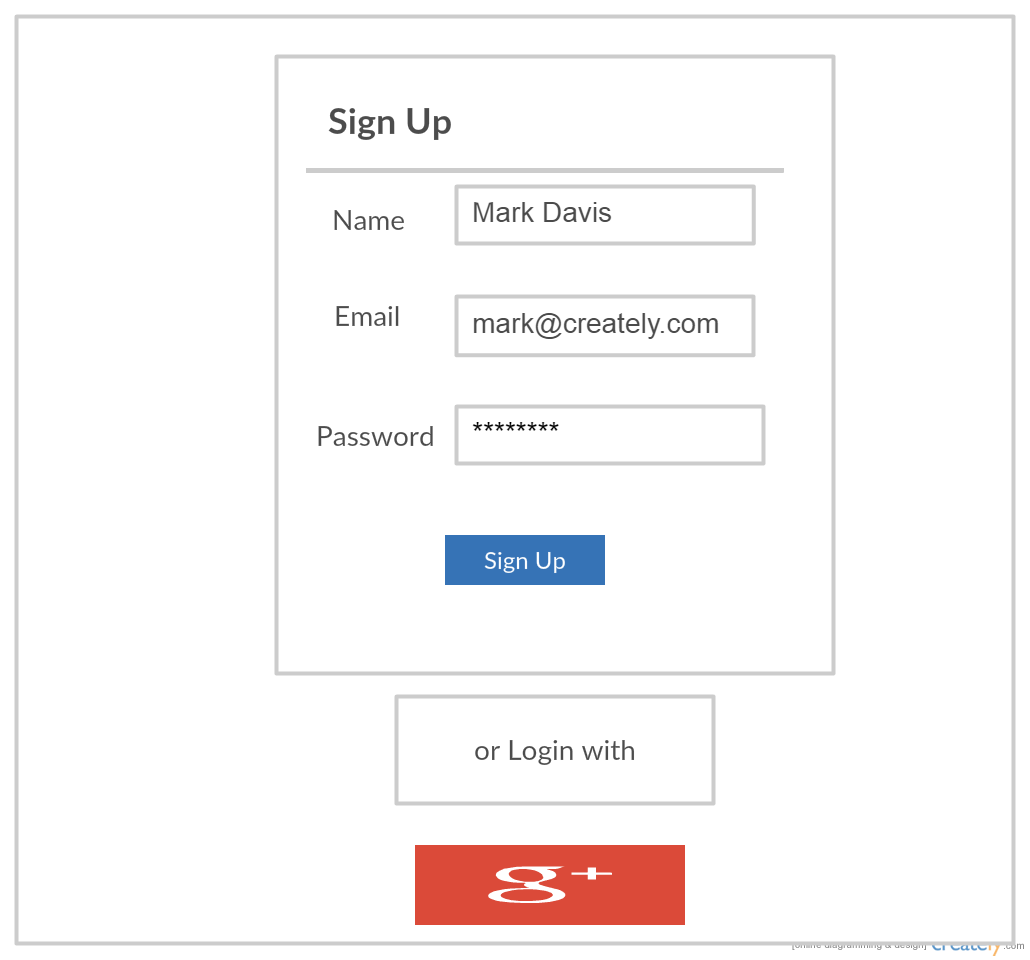 Sign Up
Name
Mark Davis
Email
mark@creately.com
Password
********
Sign Up
or Login with
g+
[online diagramming & design] creately.com